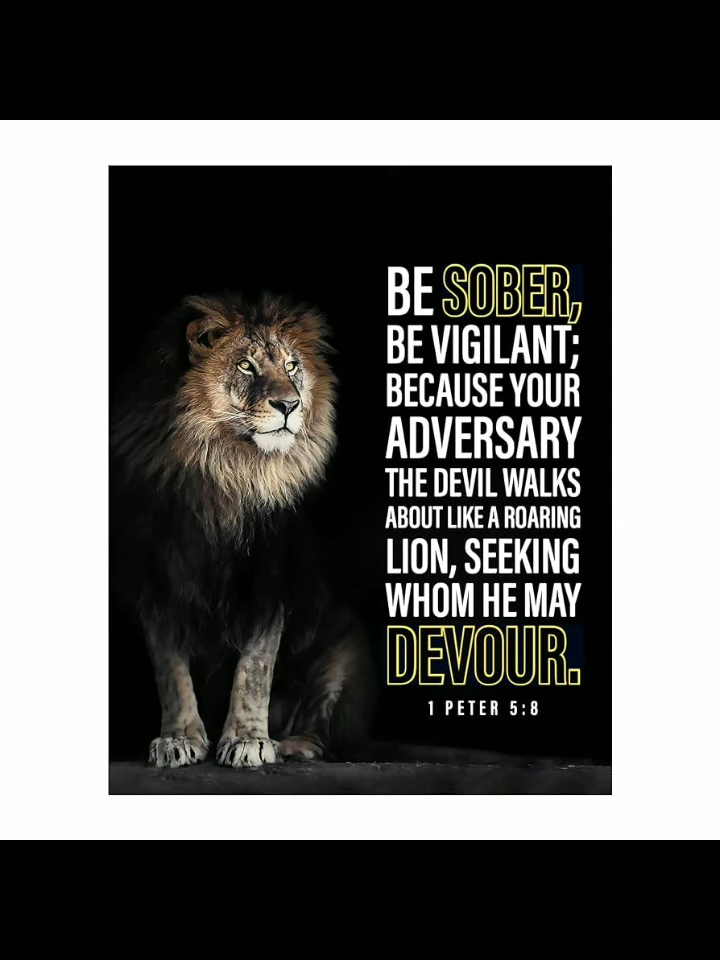 BE SOBER,
BE VIGILANT;
BECAUSE YOUR
ADVERSARY
THE DEVIL WALKS
ABOUT LIKE A ROARING
LION, SEEKING
WHOM HE MAY
DEVOUR.
1 PETER 5:8